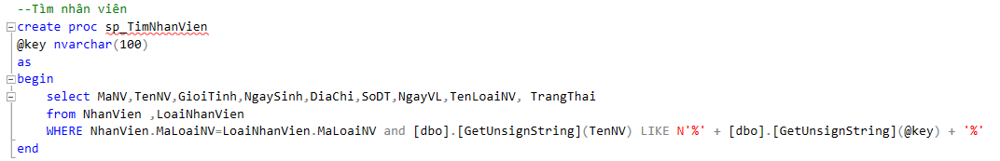 --Tìm nhân viên
create proc sp_TimNhanVien
@key nvarchar(100)
as
begin
select MaNV,TenNV,GioiTinh,NgaySinh,DiaChi,SoDT,NgayVL,TenLoaiNV, TrangThai
from NhanVien ,LoaiNhanVien
WHERE NhanVien.MaLoaiNV=LoaiNhanVien.MaLoaiNV and [dbo].[GetUnsignString](TenNV) LIKE N'%' + [dbo].[GetUnsignString](@key) + '%'
end